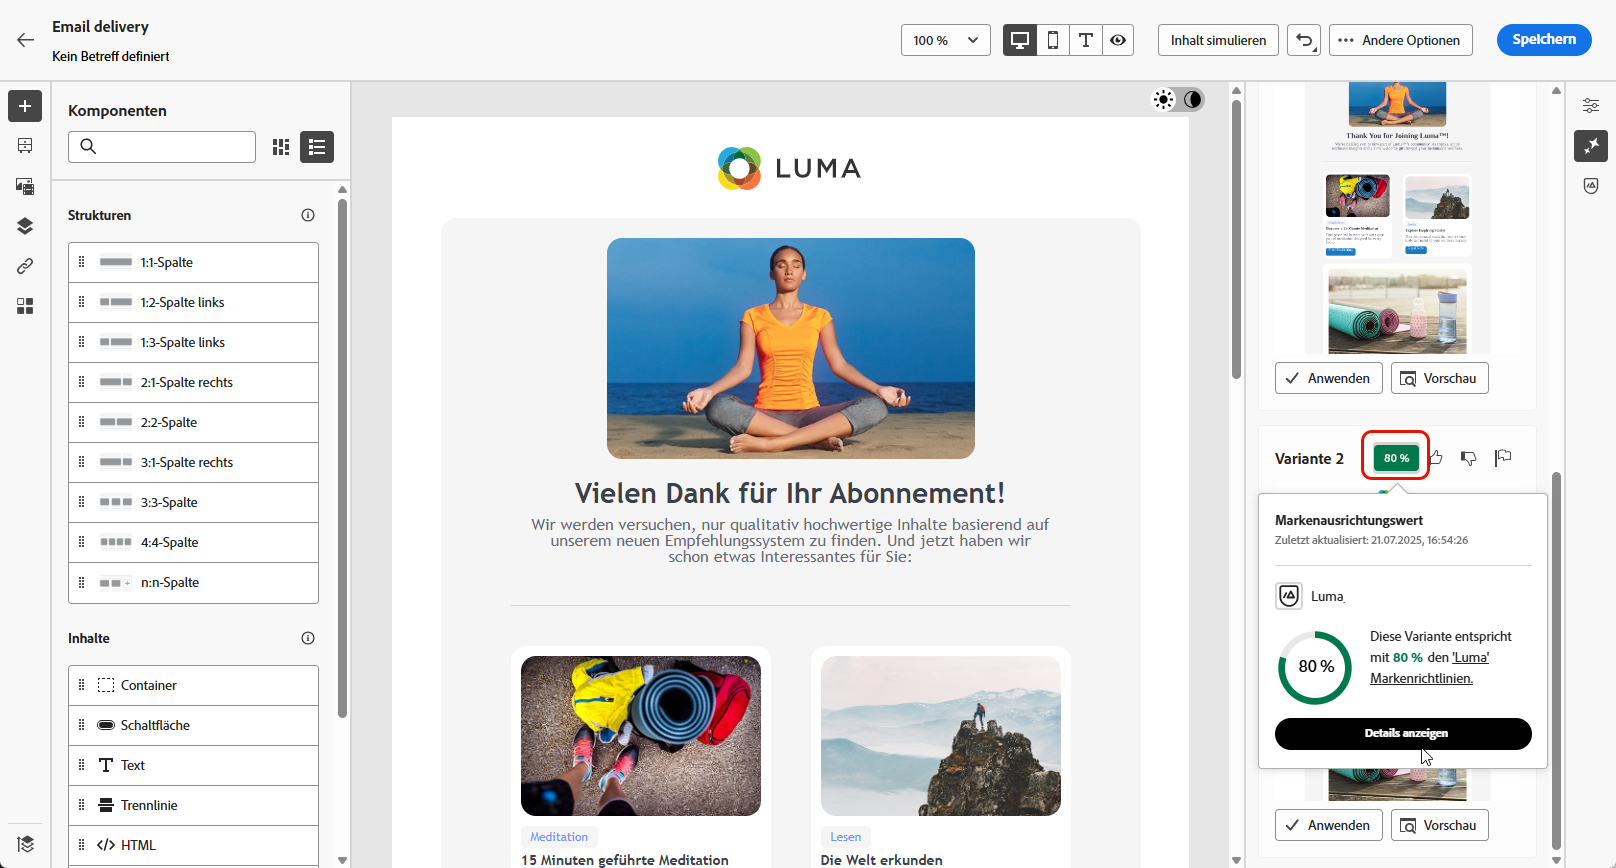 Email delivery
Kein Betreff definiert
100 %
Inhalt simulieren
Andere Optionen
Speichern
Komponenten
Strukturen
1:1-Spalte
1:2-Spalte links
1:3-Spalte links
2:1-Spalte rechts
2:2-Spalte
3:1-Spalte rechts
3:3-Spalte
4:4-Spalte
n:n-Spalte
Inhalte
Container
Schaltfläche
Text
Trennlinie
HTML
LUMA
Vielen Dank für Ihr Abonnement!
Wir werden versuchen, nur qualitativ hochwertige Inhalte basierend auf
unserem neuen Empfehlungssystem zu finden. Und jetzt haben wir
schon etwas Interessantes für Sie:
Meditation
15 Minuten geführte Meditation
Lesen
Die Welt erkunden
Thank You for Joining Luma™!
Anwenden
Vorschau
Variante 2
80 %
Markenausrichtungswert
Zuletzt aktualisiert: 21.07.2025, 16:54:26
Luma
80 %
Diese Variante entspricht
mit 80 % den 'Luma'
Markenrichtlinien.
Details anzeigen
Anwenden
Vorschau